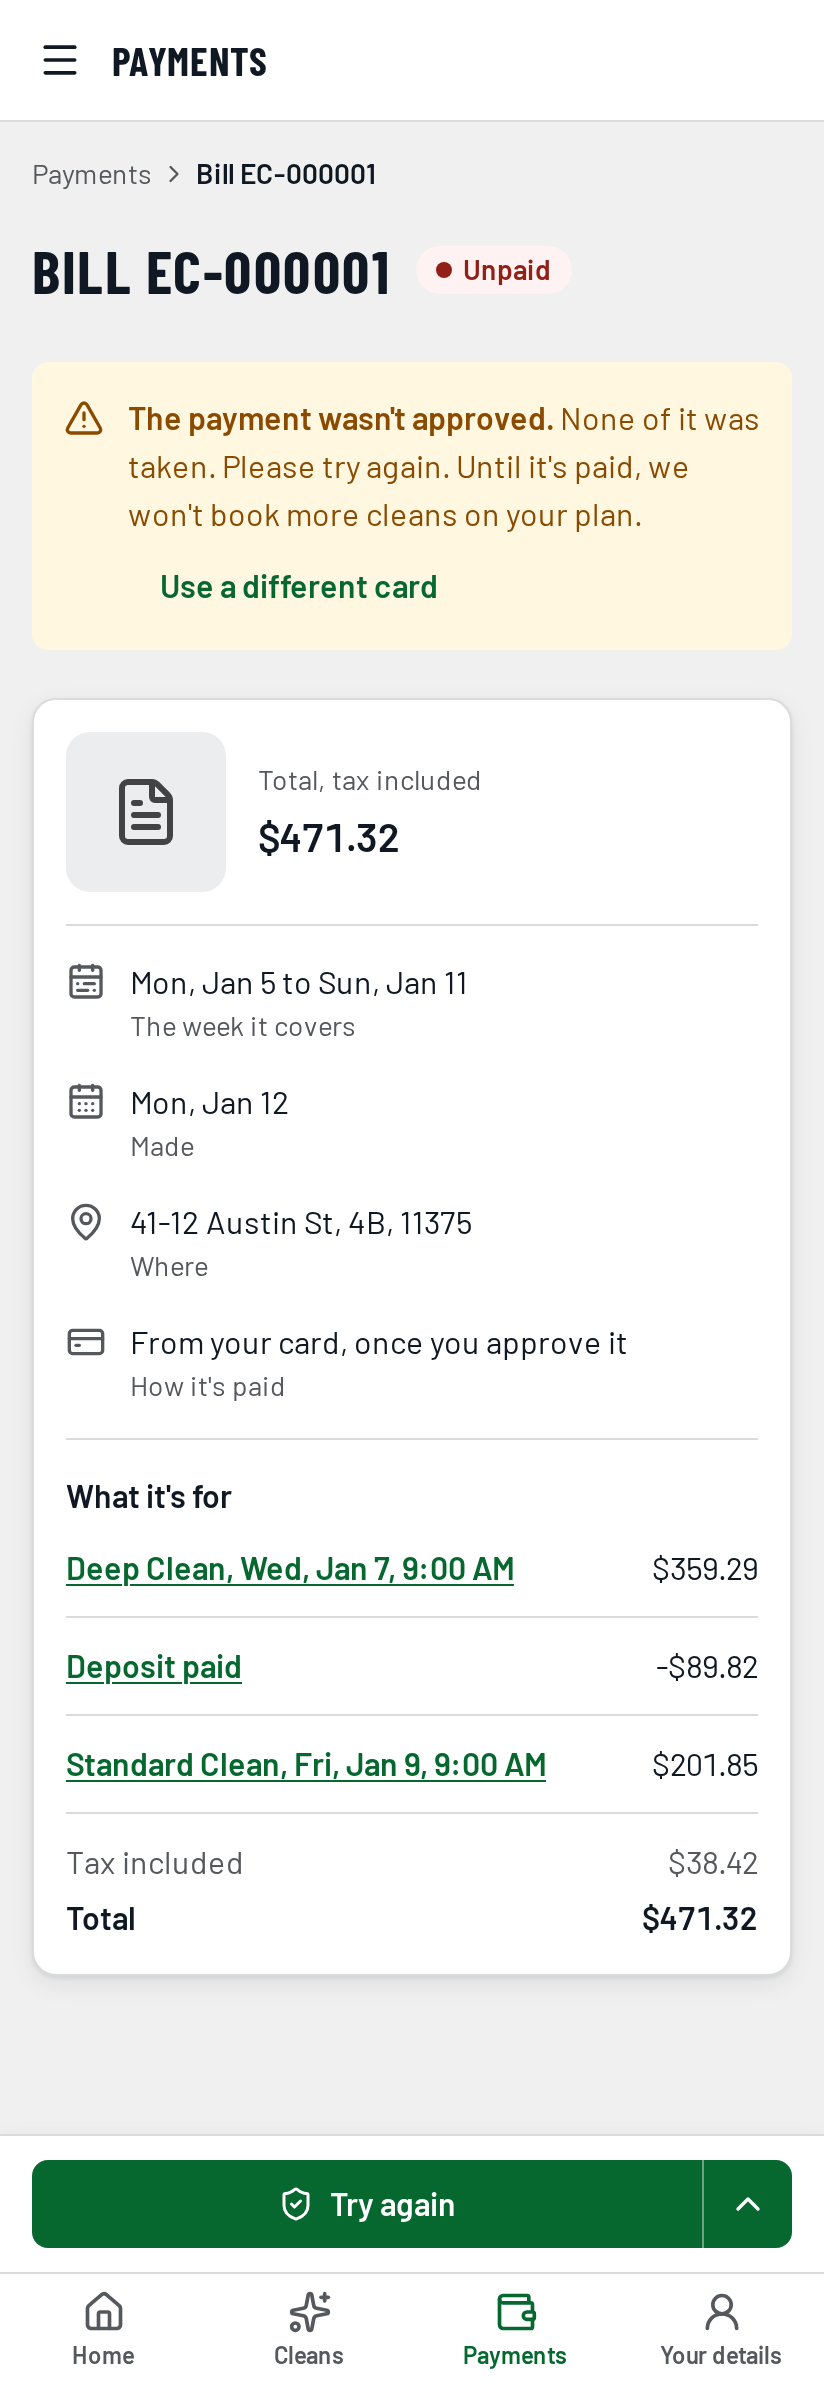 PAYMENTS
Payments > Bill EC-000001
BILL EC-000001 Unpaid
The payment wasn't approved. None of it was
taken. Please try again. Until it's paid, we
won't book more cleans on your plan.
Use a different card
Total, tax included
$471.32
Mon, Jan 5 to Sun, Jan 11
The week it covers
Mon, Jan 12
Made
41-12 Austin St, 4B, 11375
Where
From your card, once you approve it
How it's paid
What it's for
Deep Clean, Wed, Jan 7, 9:00 AM $359.29
Deposit paid -$89.82
Standard Clean, Fri, Jan 9, 9:00 AM $201.85
Tax included $38.42
Total $471.32
Try again
Home Cleans Payments Your details